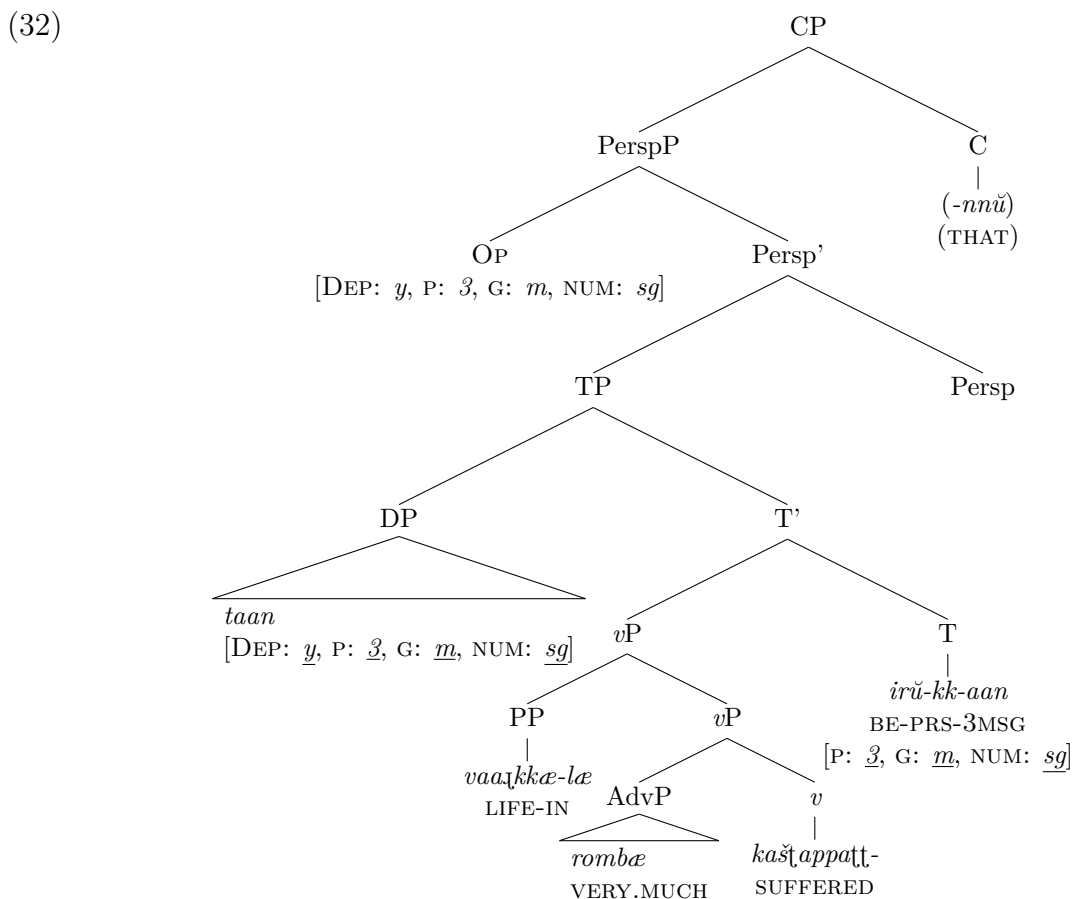 (32)
CP
PerspP C
(-nnŭ)
(THAT)
OP Persp'
[DEP: y, P: 3, G: m, NUM: sg]
TP Persp
DP T'
taan
[DEP: y, P: 3, G: m, NUM: sg]
vP T
irŭ-kk-aan
BE-PRS-3MSG
[P: 3, G: m, NUM: sg]
PP vP
vaaɻkkæ-læ
LIFE-IN
AdvP v
rombæ kašʈappaʈʈ-
VERY.MUCH SUFFERED